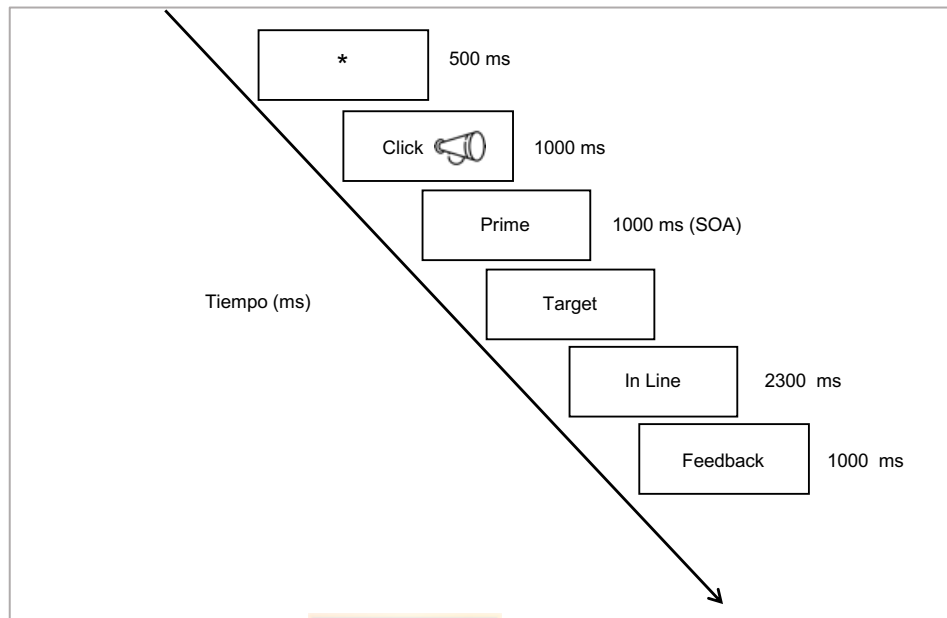 *
500 ms
Click
1000 ms
Prime
1000 ms (SOA)
Tiempo (ms)
Target
In Line
2300 ms
Feedback
1000 ms